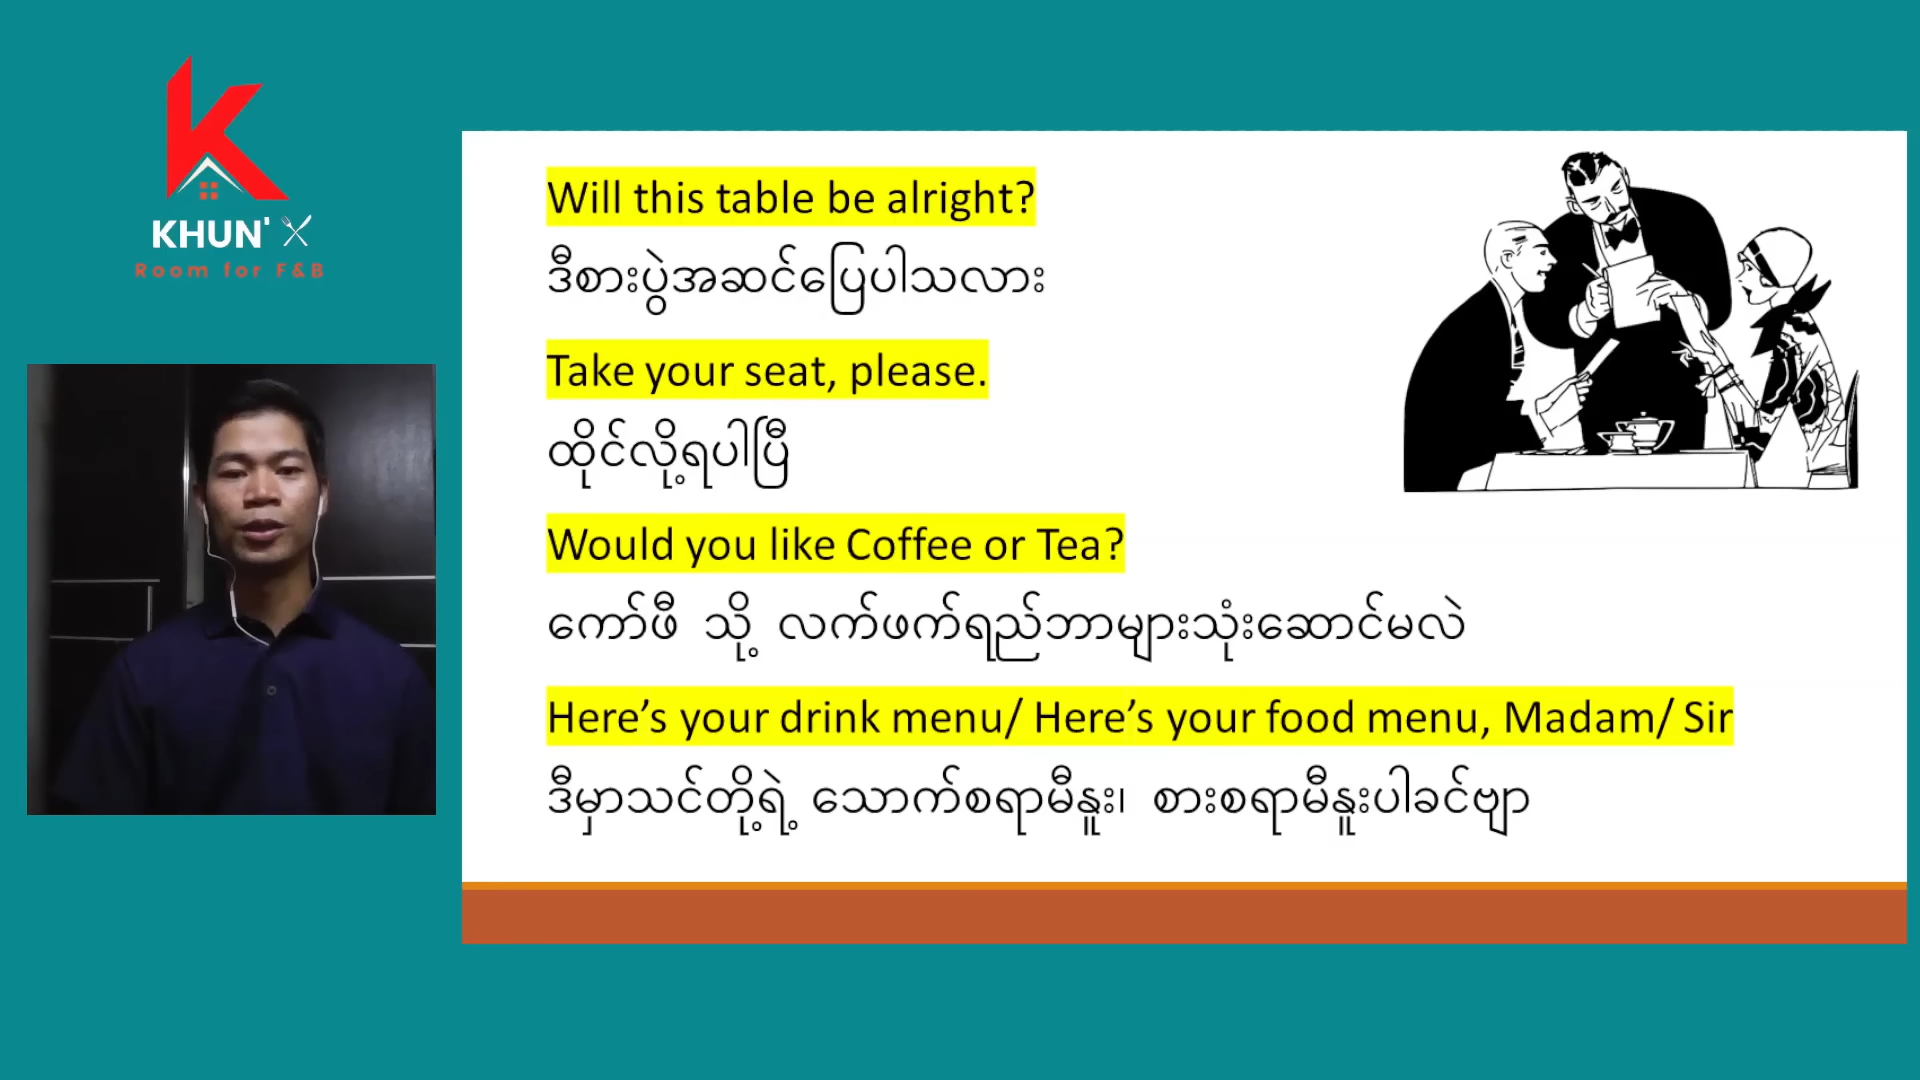 KHUN'
Room for F&B
Will this table be alright?
ဒီစားပွဲအဆင်ပြေပါသလား
Take your seat, please.
ထိုင်လို့ရပါပြီ
Would you like Coffee or Tea?
ကော်ဖီ သို့ လက်ဖက်ရည်ဘာများသုံးဆောင်မလဲ
Here’s your drink menu/ Here’s your food menu, Madam/ Sir
ဒီမှာသင်တို့ရဲ့ သောက်စရာမီနူး၊ စားစရာမီနူးပါခင်ဗျာ